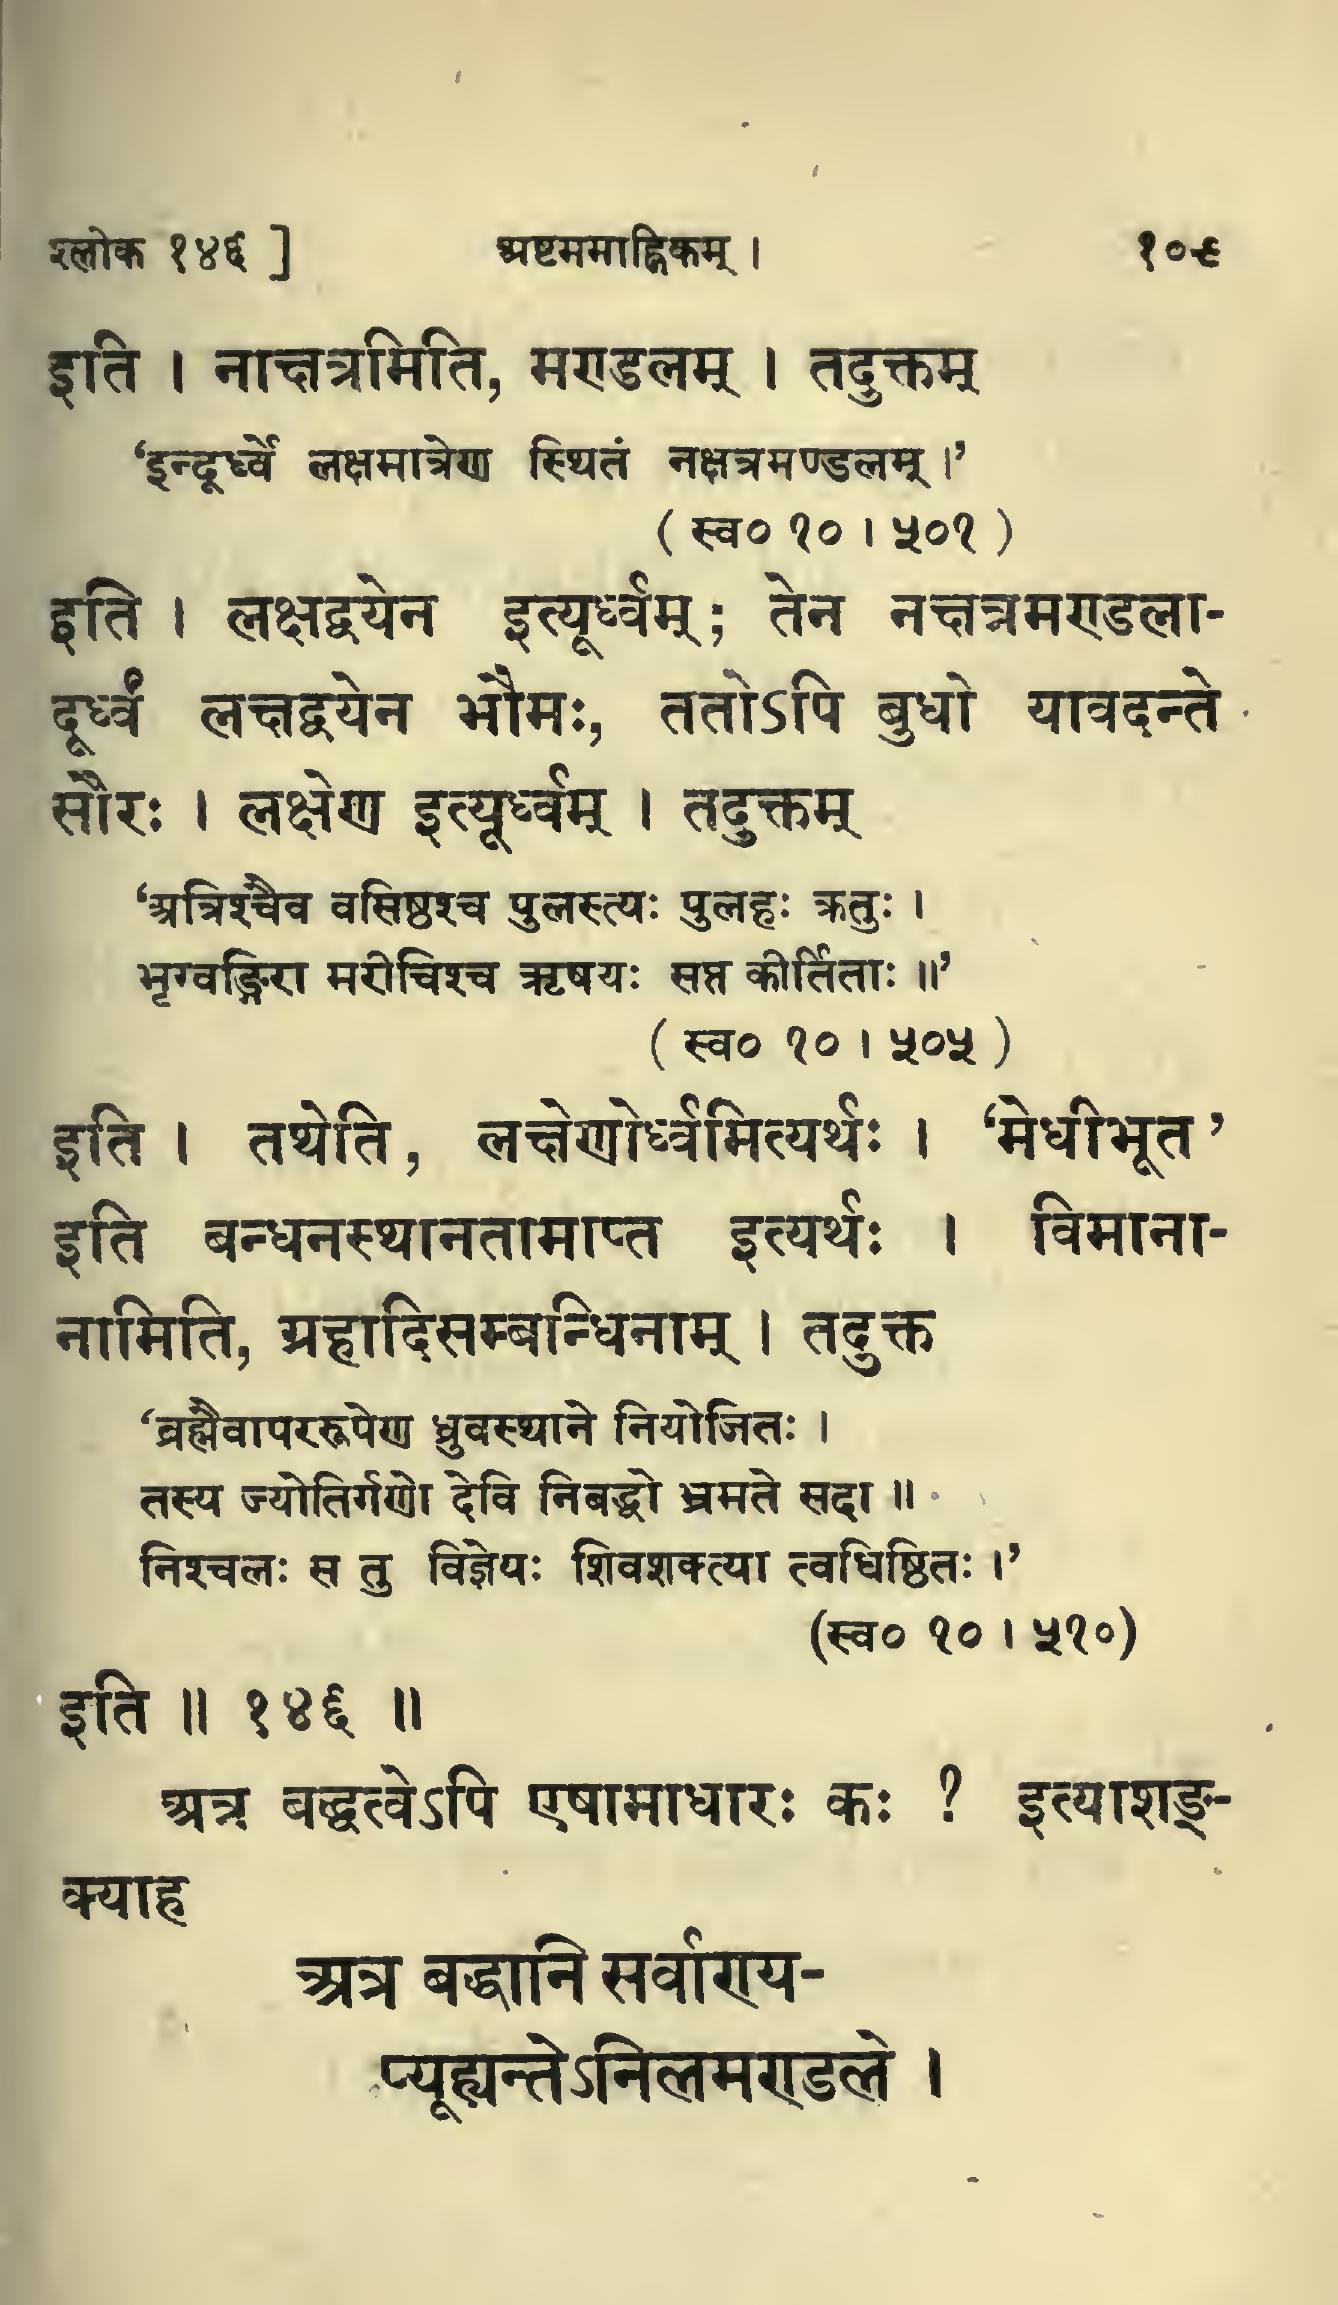 श्लोक १४६ ] अष्टममाह्निकम् । १०९
इति । नाक्षत्रमिति, मण्डलम् । तदुक्तम्
‘इन्दूर्ध्वे लक्षमात्रेण स्थितं नक्षत्रमण्डलम् ।’
( स्व० १० । ५०१ )
इति । लक्षद्वयेन इत्यूर्ध्वम् ; तेन नक्षत्रमण्डला-
दूर्ध्वं लक्षद्वयेन भौमः, ततोऽपि बुधो यावदन्ते
सौरः । लक्षेण इत्यूर्ध्वम् । तदुक्तम्
‘अत्रिश्चैव वसिष्ठश्च पुलस्त्यः पुलहः क्रतुः ।
भृग्वङ्गिरा मरीचिश्च ऋषयः सप्त कीर्तिताः ॥’
( स्व० १० । ५०५ )
इति । तथेति, लक्षेणोर्ध्वमित्यर्थः । ‘मेधीभूत’
इति बन्धनस्थानतामाप्त इत्यर्थः । विमाना-
नामिति, ग्रहादिसम्बन्धिनाम् । तदुक्त
‘ब्रह्मैवापररूपेण ध्रुवस्थाने नियोजितः ।
तस्य ज्योतिर्गणो देवि निबद्धो भ्रमते सदा ॥
निश्चलः स तु विज्ञेयः शिवशक्त्या त्वधिष्ठितः ।’
(स्व० १० । ५१०)
इति ॥ १४६ ॥
अत्र बद्धत्वेऽपि एषामाधारः कः ? इत्याशङ्-
क्याह
अत्र बद्धानि सर्वाण्य-
प्यूह्यन्तेऽनिलमण्डले ।